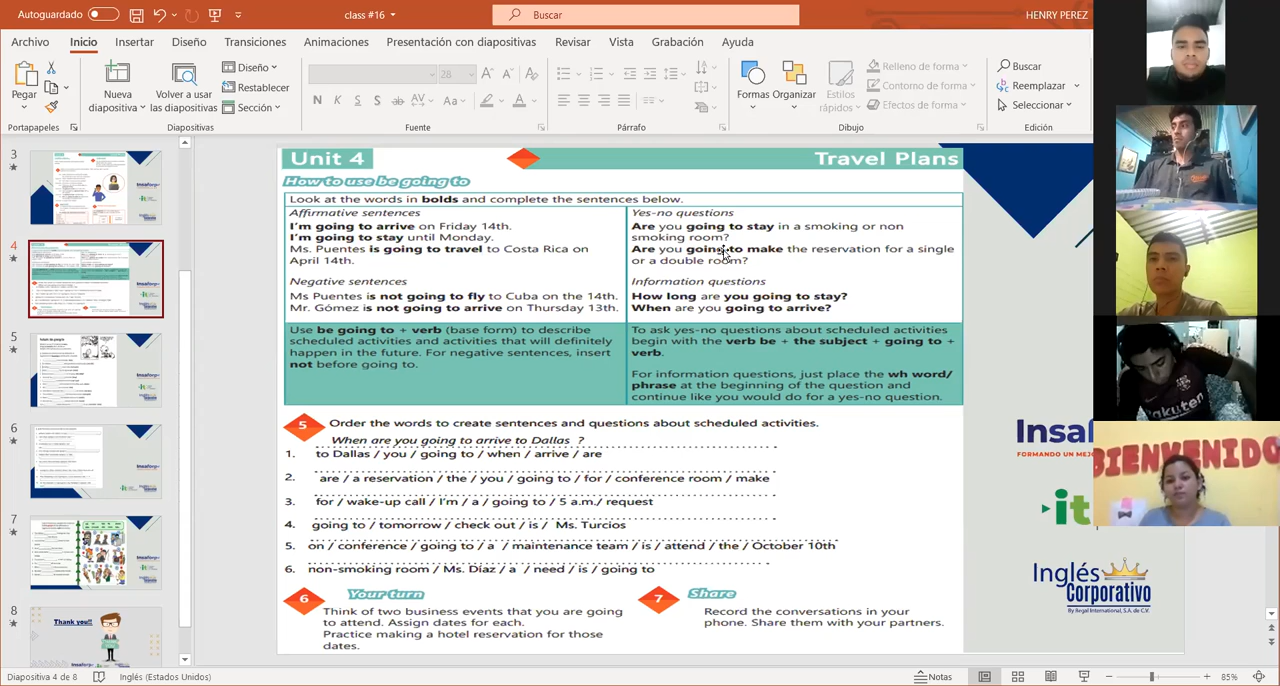 Autoguardado
class #16
Buscar
HENRY PEREZ
Archivo Inicio Insertar Diseño Transiciones Animaciones Presentación con diapositivas Revisar Vista Grabación Ayuda
Pegar
Nueva diapositiva
Volver a usar las diapositivas
Diseño
Restablecer
Sección
28
N K S S ab AV Aa A
Formas
Organizar
Estilos rápidos
Relleno de forma
Contorno de forma
Efectos de forma
Buscar
Reemplazar
Seleccionar
Portapapeles Diapositivas Fuente Párrafo Dibujo Edición
3
4
5
6
7
8
Thank you!!
Unit 4
Travel Plans
How to use be going to
Look at the words in bolds and complete the sentences below.
Affirmative sentences
I'm going to arrive on Friday 14th.
I'm going to stay until Monday.
Ms. Puentes is going to travel to Costa Rica on
April 14th.
Negative sentences
Ms Puentes is not going to fly to Cuba on the 14th.
Mr. Gómez is not going to arrive on Thursday 13th.
Yes-no questions
Are you going to stay in a smoking or non
smoking room?
Are you going to make the reservation for a single
or a double room?
Information questions
How long are you going to stay?
When are you going to arrive?
Use be going to + verb (base form) to describe
scheduled activities and activities that will definitely
happen in the future. For negative sentences, insert
not before going to.
To ask yes-no questions about scheduled activities
begin with the verb be + the subject + going to +
verb.
For information questions, just place the wh word/
phrase at the beginning of the question and
continue like you would do for a yes-no question.
5 Order the words to create sentences and questions about scheduled activities.
When are you going to arrive to Dallas ?
1. to Dallas / you / going to / when / arrive / are
2. are / a reservation / the / you / going to / for / conference room / make
3. for / wake-up call / I'm / a / going to / 5 a.m./ request
4. going to / tomorrow / check out / is / Ms. Turcios
5. on / conference / going to / a / maintenance team / is / attend / the / October 10th
6. non-smoking room / Ms. Diaz / a / need / is / going to
6 Your turn
Think of two business events that you are going
to attend. Assign dates for each.
Practice making a hotel reservation for those
dates.
7 Share
Record the conversations in your
phone. Share them with your partners.
Insaf
FORMANDO UN MEJ
it
Inglés
Corporativo
By Regal International, S.A. de C.V.
Rakuten
BIENVENIDO
Diapositiva 4 de 8
Inglés (Estados Unidos)
Notas
85%